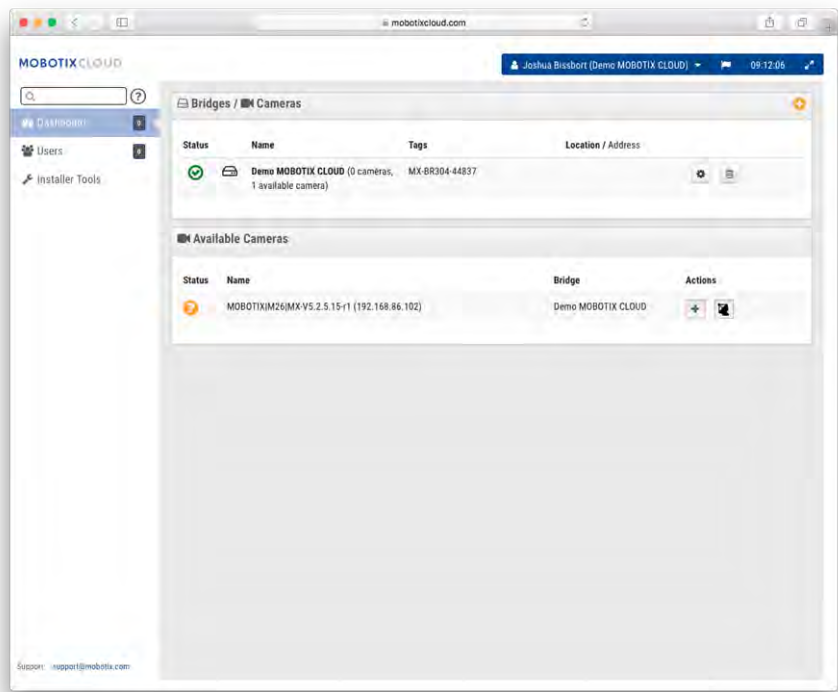 mobotixcloud.com
MOBOTIXCLOUD
Joshua Bissbort (Demo MOBOTIX CLOUD)
09:12:06
?
Bridges / Cameras
Dashboard
Users
Status Name Tags Location / Address
Installer Tools
Demo MOBOTIX CLOUD (0 cameras, MX-BR304-44837
1 available camera)
Available Cameras
Status Name Bridge Actions
? MOBOTIX|M26|MX-V5.2.5.15-r1 (192.168.86.102) Demo MOBOTIX CLOUD
Support: support@mobotix.com